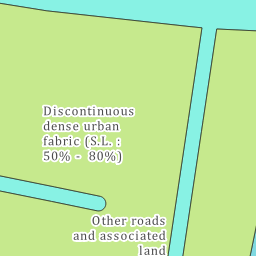 Discontinuous
dense urban
fabric (S.L. :
50% - 80%)
Other roads
and associated
land